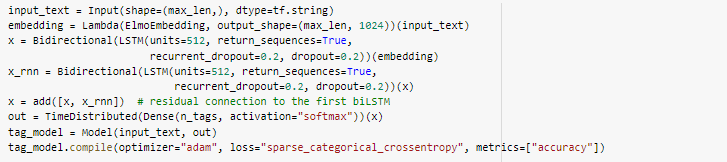 input_text = Input(shape=(max_len,), dtype=tf.string)
embedding = Lambda(ElmoEmbedding, output_shape=(max_len, 1024))(input_text)
x = Bidirectional(LSTM(units=512, return_sequences=True,
                       recurrent_dropout=0.2, dropout=0.2))(embedding)
x_rnn = Bidirectional(LSTM(units=512, return_sequences=True,
                           recurrent_dropout=0.2, dropout=0.2))(x)
x = add([x, x_rnn])  # residual connection to the first biLSTM
out = TimeDistributed(Dense(n_tags, activation="softmax"))(x)
tag_model = Model(input_text, out)
tag_model.compile(optimizer="adam", loss="sparse_categorical_crossentropy", metrics=["accuracy"])